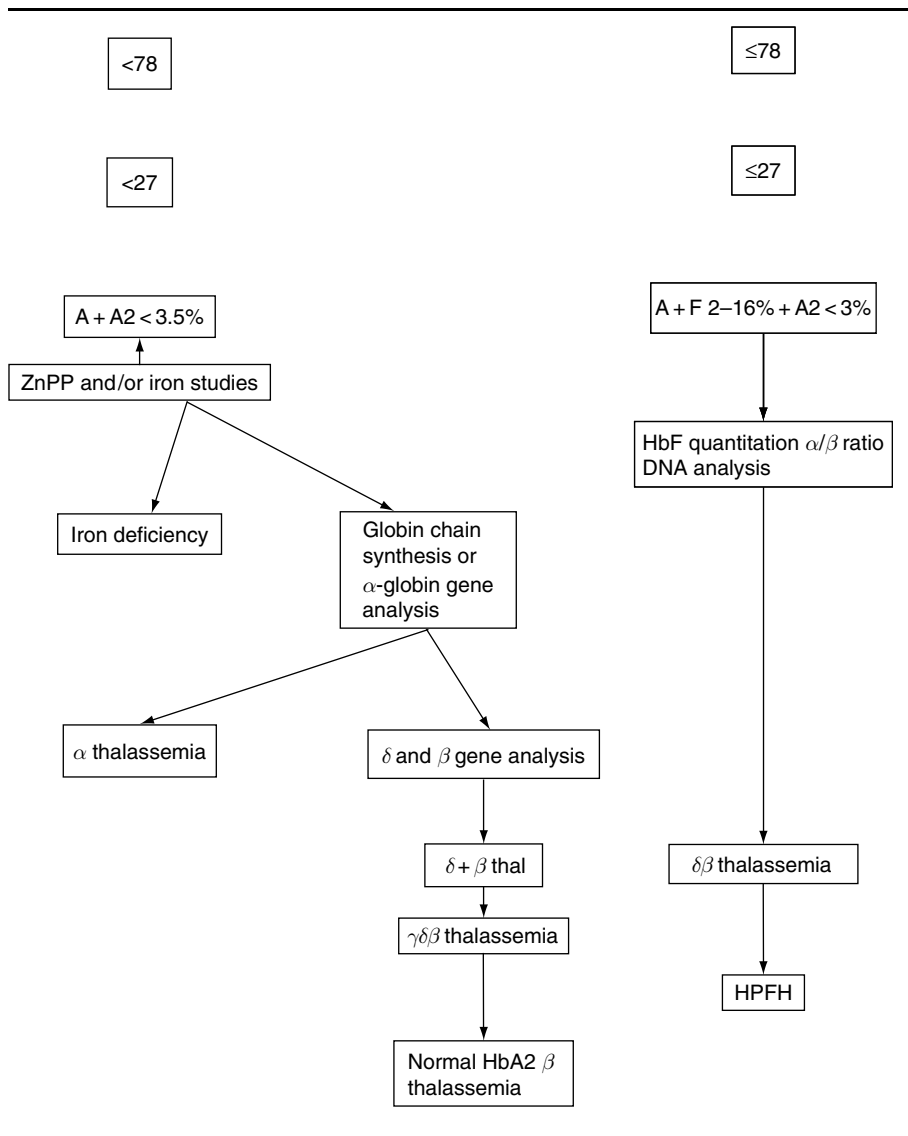 <78
≤78
<27
≤27
A + A2 < 3.5%
A + F 2–16% + A2 < 3%
ZnPP and/or iron studies
HbF quantitation α/β ratio
DNA analysis
Iron deficiency
Globin chain
synthesis or
α-globin gene
analysis
α thalassemia
δ and β gene analysis
δ + β thal
δβ thalassemia
γδβ thalassemia
HPFH
Normal HbA2 β
thalassemia